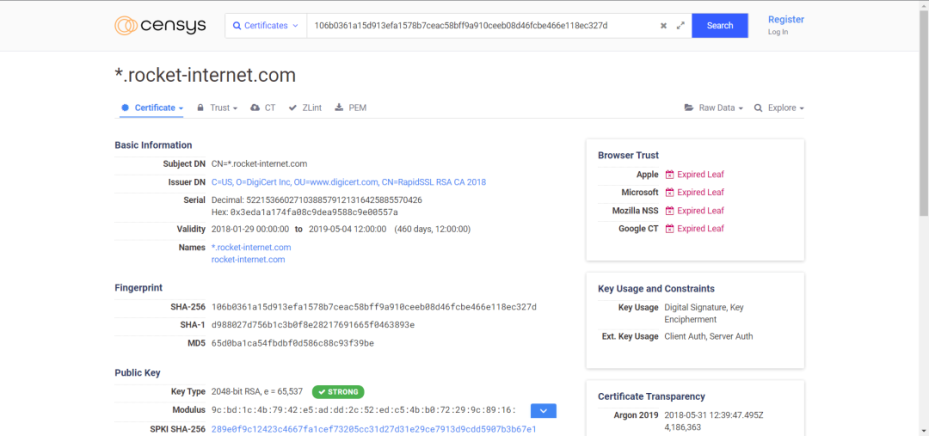 censys
Certificates
106b0361a15d913efa1578b7ceac58bff9a910ceeb08d46fcbe466e118ec327d
Search
Register
Log In
*.rocket-internet.com
Certificate
Trust
CT
ZLint
PEM
Raw Data
Explore
Basic Information
Subject DN CN=*.rocket-internet.com
Issuer DN C=US, O=DigiCert Inc, OU=www.digicert.com, CN=RapidSSL RSA CA 2018
Serial Decimal: 5221536602710388579121316425885570426
Hex: 0x3eda1a174fa08c9dea9588c9e00557a
Validity 2018-01-29 00:00:00 to 2019-05-04 12:00:00 (460 days, 12:00:00)
Names *.rocket-internet.com
rocket-internet.com
Fingerprint
SHA-256 106b0361a15d913efa1578b7ceac58bff9a910ceeb08d46fcbe466e118ec327d
SHA-1 d988027d756b1c3b0f8e28217691665f0463893e
MD5 65d0ba1ca54fbdbf0d586c88c93f39be
Public Key
Key Type 2048-bit RSA, e = 65,537 STRONG
Modulus 9c:bd:1c:4b:79:42:e5:ad:dd:2c:52:ed:c5:4b:b0:72:29:9c:89:16:
SPKI SHA-256 289e0f9c12423c4667fa1cef73205cc31d27d31e29ce7913d9cdd5907b3b67e1
Browser Trust
Apple Expired Leaf
Microsoft Expired Leaf
Mozilla NSS Expired Leaf
Google CT Expired Leaf
Key Usage and Constraints
Key Usage Digital Signature, Key
Encipherment
Ext. Key Usage Client Auth, Server Auth
Certificate Transparency
Argon 2019 2018-05-31 12:39:47.495Z
4,186,363